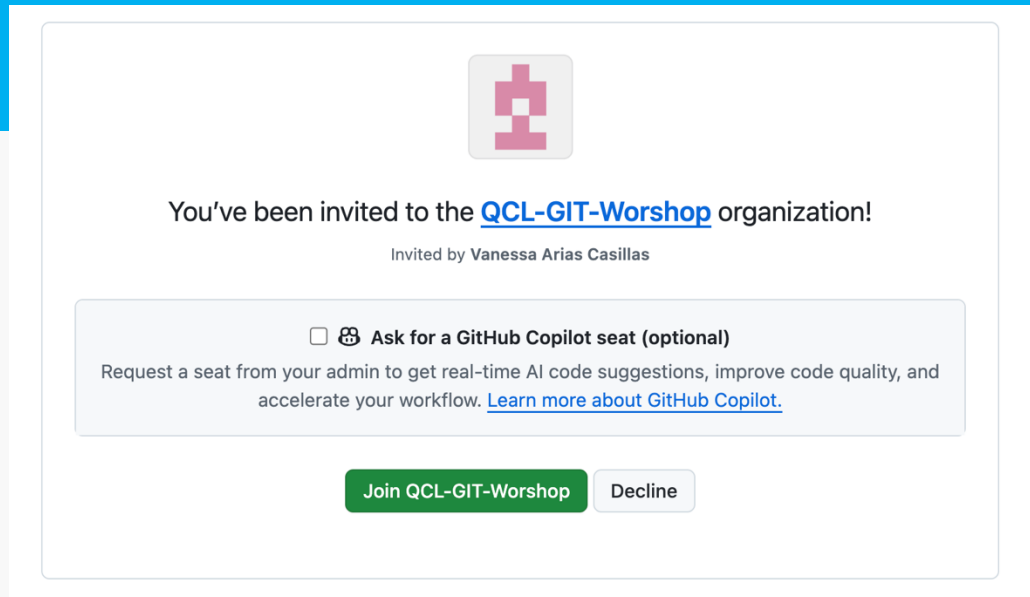 You've been invited to the QCL-GIT-Worshop organization!
Invited by Vanessa Arias Casillas
Ask for a GitHub Copilot seat (optional)
Request a seat from your admin to get real-time AI code suggestions, improve code quality, and
accelerate your workflow. Learn more about GitHub Copilot.
Join QCL-GIT-Worshop
Decline